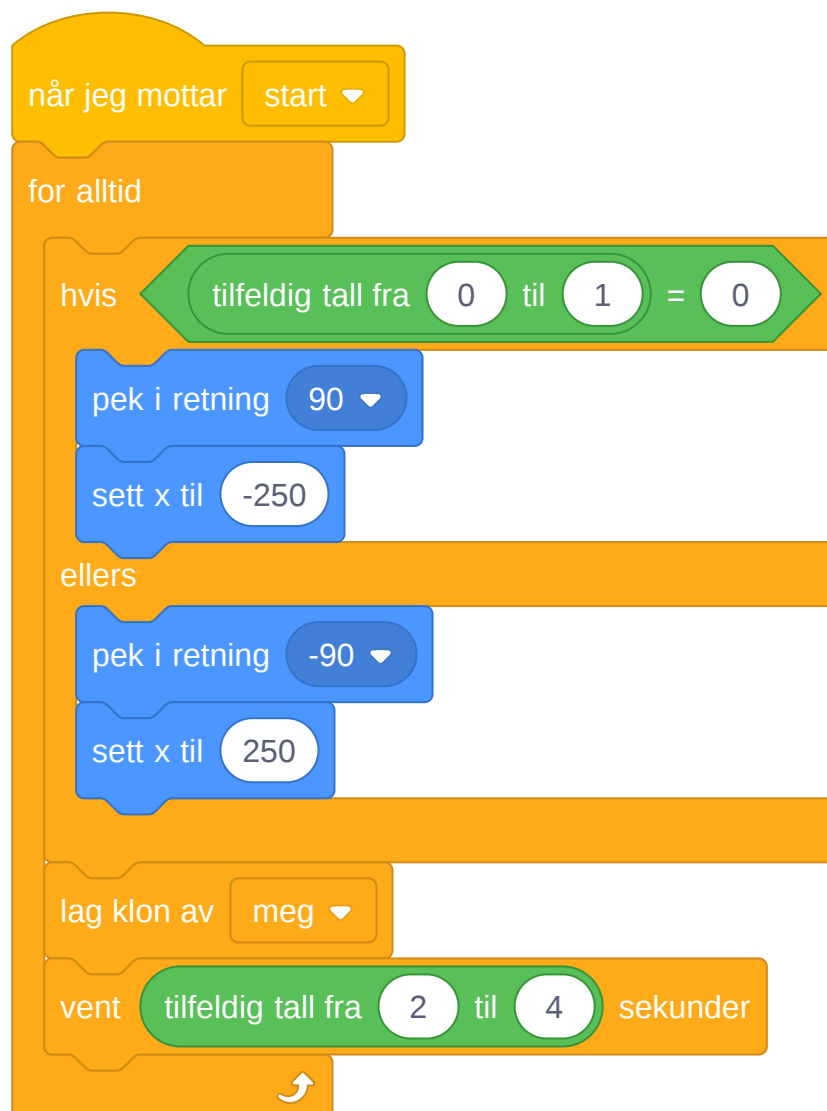 når jeg mottar start
for alltid
hvis tilfeldig tall fra 0 til 1 = 0
pek i retning 90
sett x til -250
ellers
pek i retning -90
sett x til 250
lag klon av meg
vent tilfeldig tall fra 2 til 4 sekunder